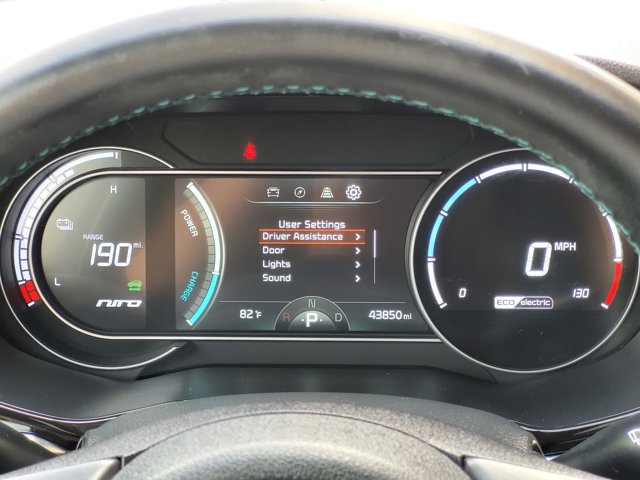 H
RANGE
190 mi.
L
NIRO
POWER
CHARGE
User Settings
Driver Assistance >
Door >
Lights >
Sound >
82°F
N
R ·P· D
43850 mi
0 MPH
0
130
ECO electric